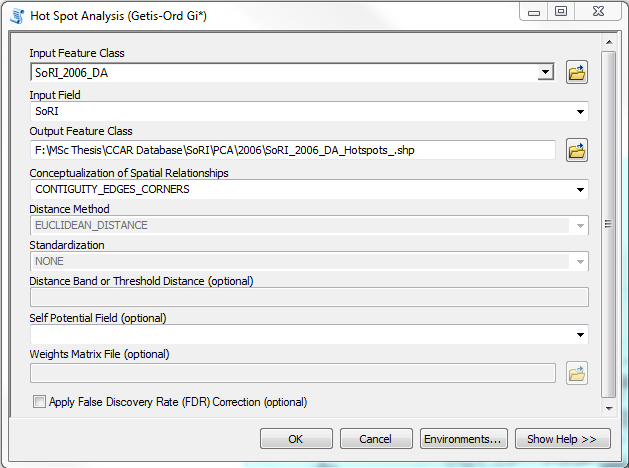 Hot Spot Analysis (Getis-Ord Gi*)
Input Feature Class
SoRI_2006_DA
Input Field
SoRI
Output Feature Class
F:\MSc Thesis\CCAR Database\SoRI\PCA\2006\SoRI_2006_DA_Hotspots_.shp
Conceptualization of Spatial Relationships
CONTIGUITY_EDGES_CORNERS
Distance Method
EUCLIDEAN_DISTANCE
Standardization
NONE
Distance Band or Threshold Distance (optional)
Self Potential Field (optional)
Weights Matrix File (optional)
Apply False Discovery Rate (FDR) Correction (optional)
OK Cancel Environments... Show Help >>